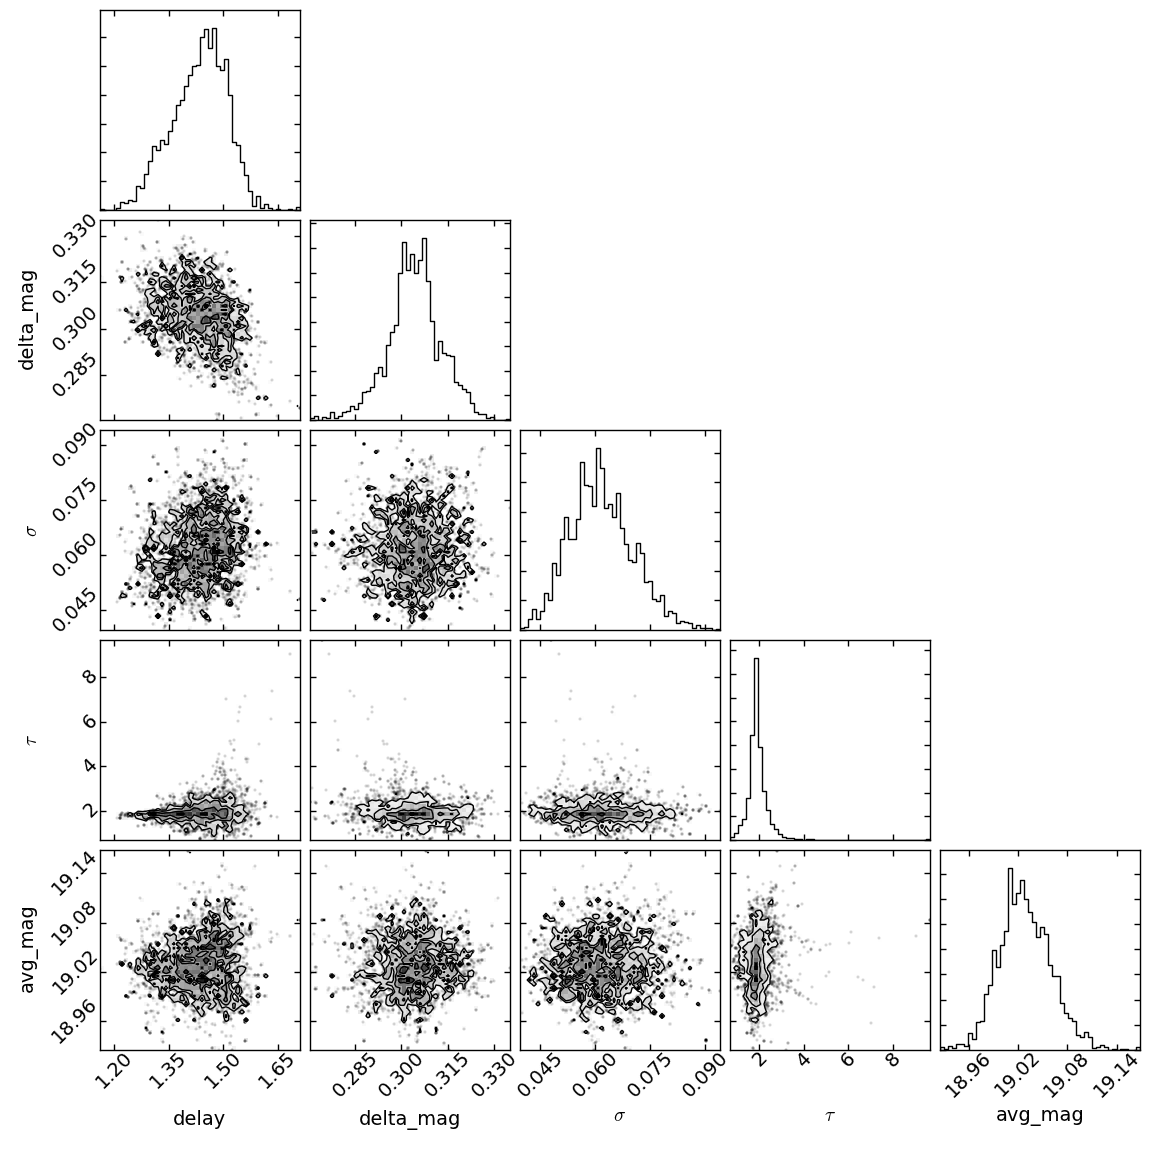 0.330
0.315
0.300
0.285
delta_mag
0.090
0.075
0.060
0.045
σ
8
6
4
2
τ
19.14
19.08
19.02
18.96
avg_mag
1.20 1.35 1.50 1.65
0.285 0.300 0.315 0.330
0.045 0.060 0.075 0.090
2 4 6 8
18.96 19.02 19.08 19.14
delay delta_mag σ τ avg_mag